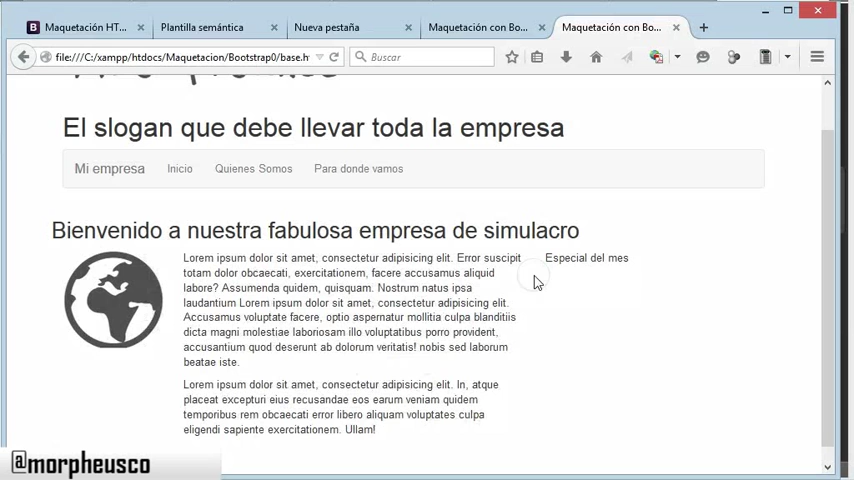 Maquetación HT...
Plantilla semántica
Nueva pestaña
Maquetación con Bo...
Maquetación con Bo...
file:///C:/xampp/htdocs/Maquetacion/Bootstrap0/base.h
Buscar
El slogan que debe llevar toda la empresa
Mi empresa Inicio Quienes Somos Para donde vamos
Bienvenido a nuestra fabulosa empresa de simulacro
Lorem ipsum dolor sit amet, consectetur adipisicing elit. Error suscipit
totam dolor obcaecati, exercitationem, facere accusamus aliquid
labore? Assumenda quidem, quisquam. Nostrum natus ipsa
laudantium Lorem ipsum dolor sit amet, consectetur adipisicing elit.
Accusamus voluptate facere, optio aspernatur mollitia culpa blanditiis
dicta magni molestiae laboriosam illo voluptatibus porro provident,
accusantium quod deserunt ab dolorum veritatis! nobis sed laborum
beatae iste.
Lorem ipsum dolor sit amet, consectetur adipisicing elit. In, atque
placeat excepturi eius recusandae eos earum veniam quidem
temporibus rem obcaecati error libero aliquam voluptates culpa
eligendi sapiente exercitationem. Ullam!
Especial del mes
@morpheusco